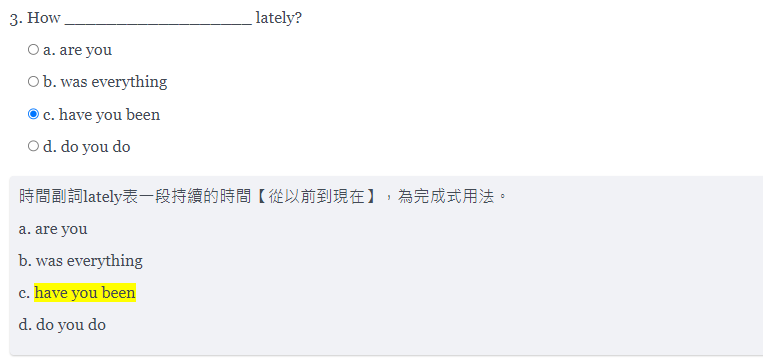 3. How ______________________ lately?
a. are you
b. was everything
c. have you been
d. do you do
時間副詞lately表一段持續的時間【從以前到現在】，為完成式用法。
a. are you
b. was everything
c. have you been
d. do you do